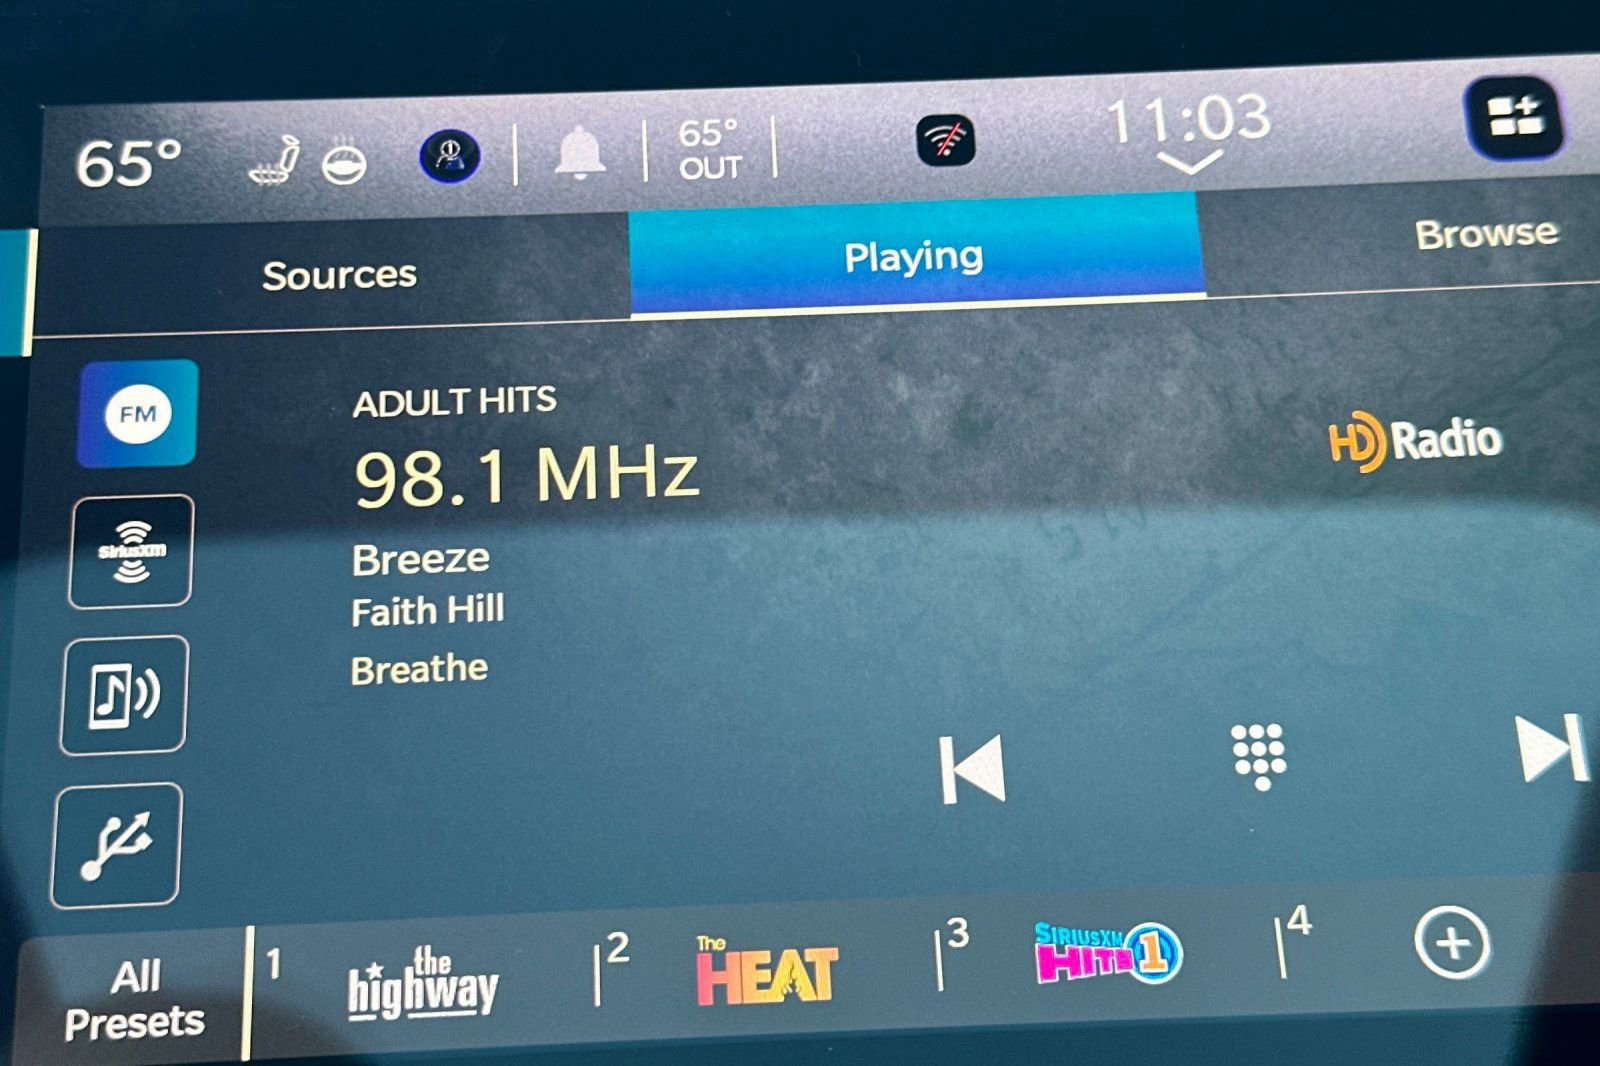 65°
1
65°
OUT
11:03
Sources
Playing
Browse
FM
ADULT HITS
98.1 MHz
HD Radio
SiriusXM
Breeze
Faith Hill
Breathe
All
Presets
1
the
highway
2
The
HEAT
3
SIRIUSXM
HITS 1
4